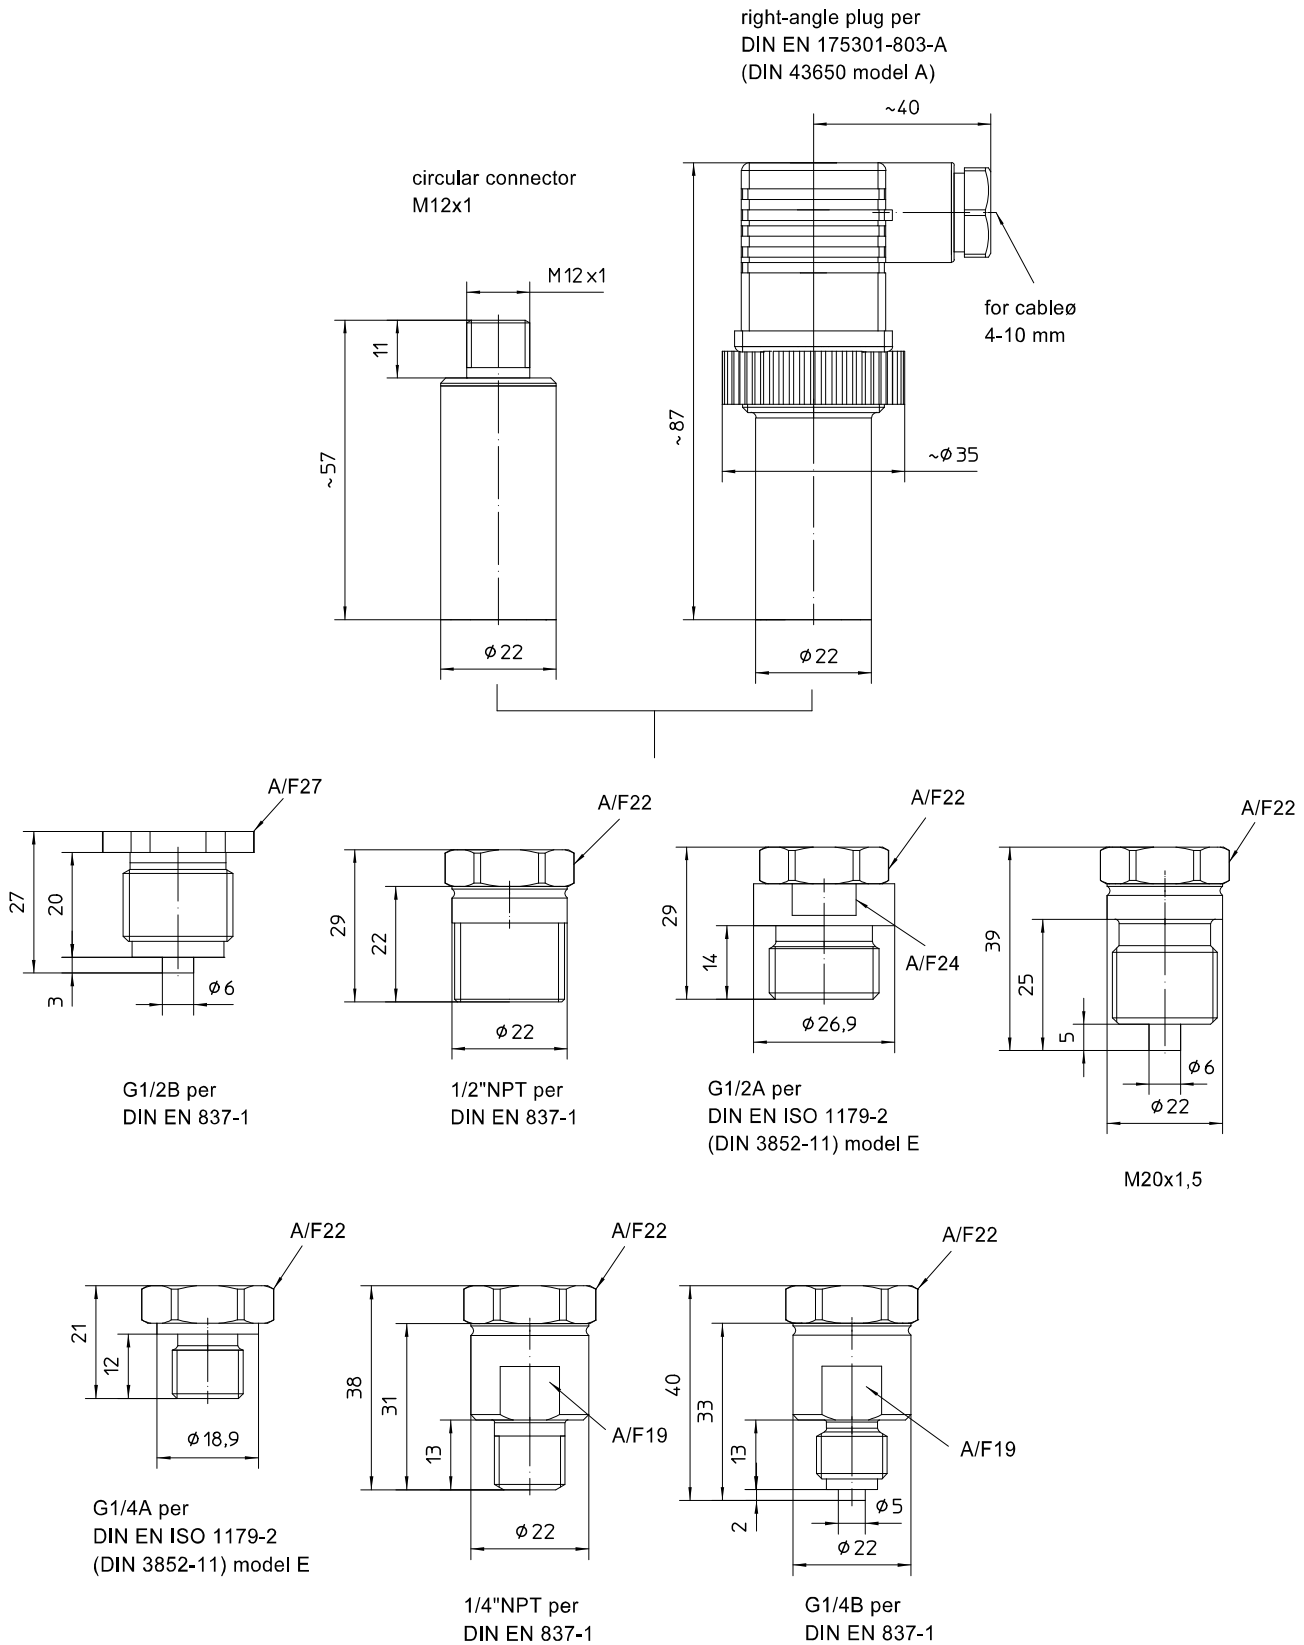 right-angle plug per
DIN EN 175301-803-A
(DIN 43650 model A)
~40
circular connector
M12x1
M12x1
for cableø
4-10 mm
11
~57
~87
~ø35
ø22
ø22
A/F27
27
20
3
ø6
G1/2B per
DIN EN 837-1
A/F22
29
22
ø22
1/2"NPT per
DIN EN 837-1
A/F22
29
14
A/F24
ø26,9
G1/2A per
DIN EN ISO 1179-2
(DIN 3852-11) model E
A/F22
39
25
5
ø6
ø22
M20x1,5
A/F22
21
12
ø18,9
G1/4A per
DIN EN ISO 1179-2
(DIN 3852-11) model E
A/F22
38
31
13
A/F19
ø22
1/4"NPT per
DIN EN 837-1
A/F22
40
33
13
2
A/F19
ø5
ø22
G1/4B per
DIN EN 837-1